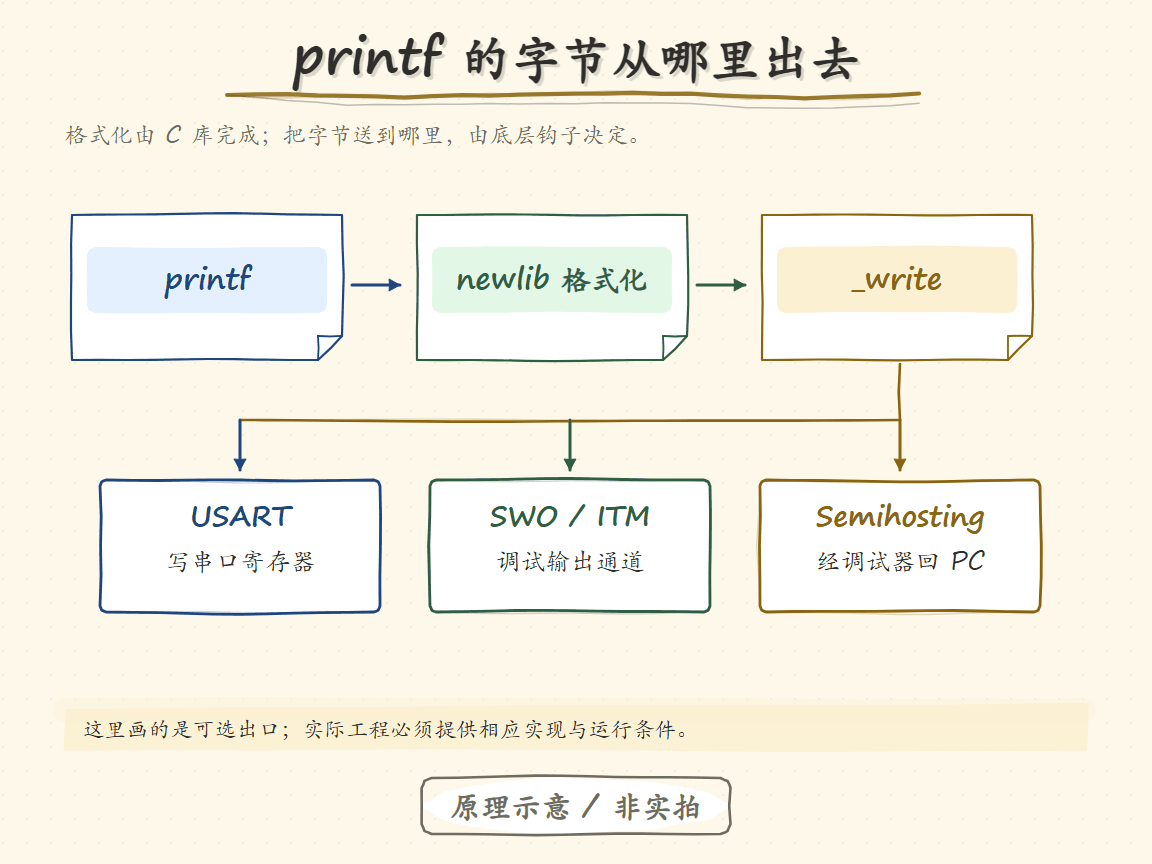 printf 的字节从哪里出去
格式化由 C 库完成；把字节送到哪里，由底层钩子决定。
printf
newlib 格式化
_write
USART
写串口寄存器
SWO / ITM
调试输出通道
Semihosting
经调试器回 PC
这里画的是可选出口；实际工程必须提供相应实现与运行条件。
原理示意 / 非实拍